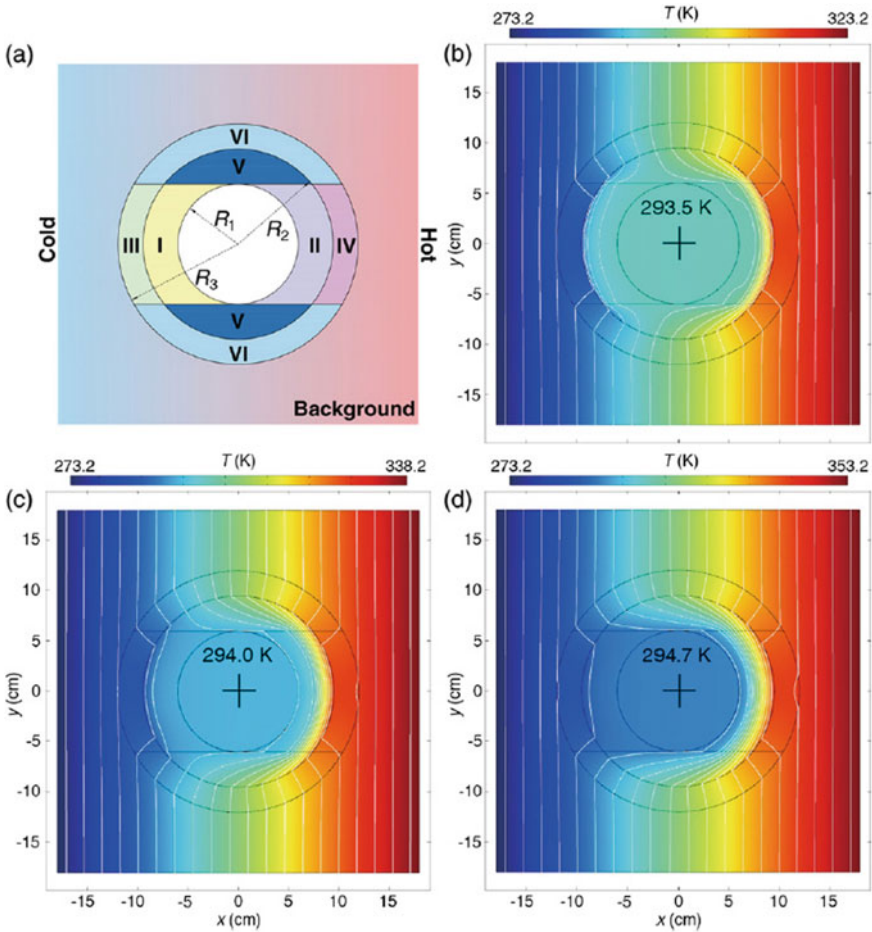 (a)
VI
V
Cold
III
I
R1
R2
R3
II
IV
Hot
V
VI
Background
(b)
T (K)
273.2
323.2
293.5 K
y (cm)
15
10
5
0
-5
-10
-15
(c)
T (K)
273.2
338.2
294.0 K
y (cm)
15
10
5
0
-5
-10
-15
-15 -10 -5 0 5 10 15
x (cm)
(d)
T (K)
273.2
353.2
294.7 K
15
10
5
0
-5
-10
-15
-15 -10 -5 0 5 10 15
x (cm)